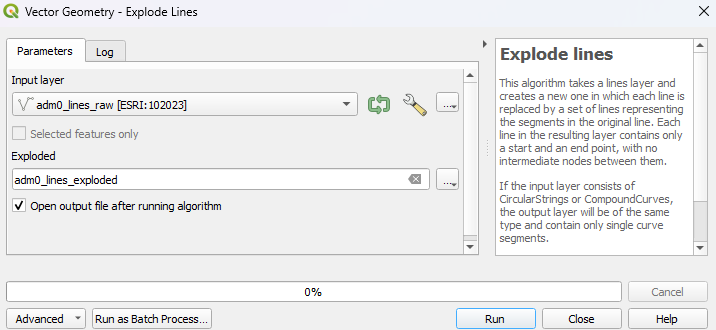 Vector Geometry - Explode Lines
Parameters
Log
Input layer
adm0_lines_raw [ESRI:102023]
...
Selected features only
Exploded
adm0_lines_exploded
...
Open output file after running algorithm
Explode lines
This algorithm takes a lines layer and
creates a new one in which each line is
replaced by a set of lines representing
the segments in the original line. Each
line in the resulting layer contains only
a start and an end point, with no
intermediate nodes between them.
If the input layer consists of
CircularStrings or CompoundCurves,
the output layer will be of the same
type and contain only single curve
segments.
0%
Cancel
Advanced
Run as Batch Process...
Run
Close
Help